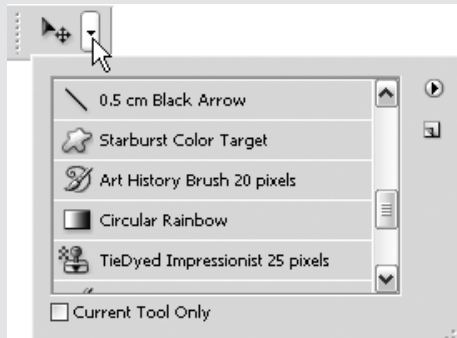 0.5 cm Black Arrow
Starburst Color Target
Art History Brush 20 pixels
Circular Rainbow
TieDyed Impressionist 25 pixels
Current Tool Only